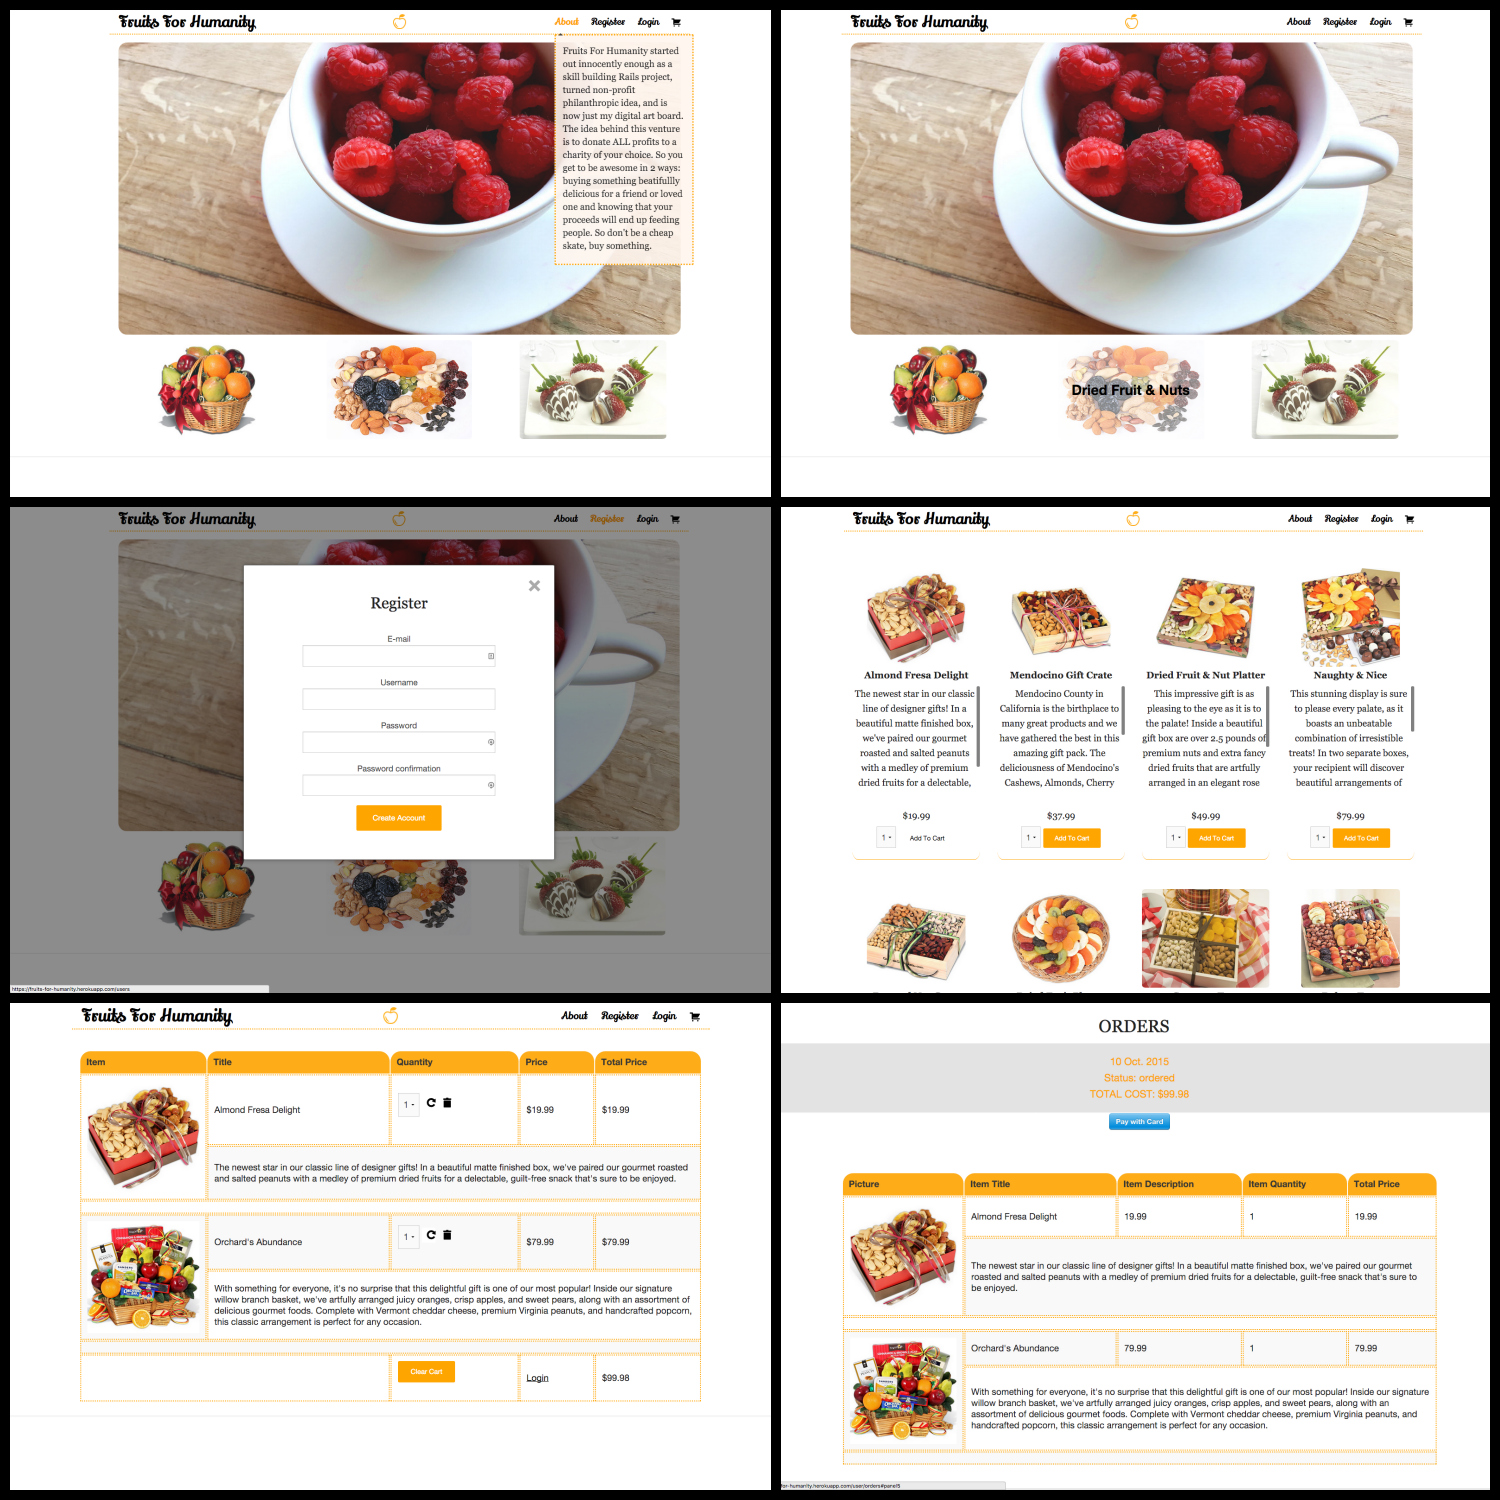 Fruits For Humanity
About Register Login
Fruits For Humanity started
out innocently enough as a
skill building Rails project,
turned non-profit
philanthropic idea, and is
now just my digital art board.
The idea behind this venture
is to donate ALL profits to a
charity of your choice. So you
get to be awesome in 2 ways:
buying something beatifullly
delicious for a friend or loved
one and knowing that your
proceeds will end up feeding
people. So don't be a cheap
skate, buy something.
Fruits For Humanity
About Register Login
Dried Fruit & Nuts
Fruits For Humanity
About Register Login
Register
E-mail
Username
Password
Password confirmation
Create Account
https://fruits-for-humanity.herokuapp.com/users
Fruits For Humanity
About Register Login
Almond Fresa Delight
The newest star in our classic
line of designer gifts! In a
beautiful matte finished box,
we've paired our gourmet
roasted and salted peanuts
with a medley of premium
dried fruits for a delectable,
$19.99
1 Add To Cart
Mendocino Gift Crate
Mendocino County in
California is the birthplace to
many great products and we
have gathered the best in this
amazing gift pack. The
deliciousness of Mendocino's
Cashews, Almonds, Cherry
$37.99
1 Add To Cart
Dried Fruit & Nut Platter
This impressive gift is as
pleasing to the eye as it is to
the palate! Inside a beautiful
gift box are over 2.5 pounds of
premium nuts and extra fancy
dried fruits that are artfully
arranged in an elegant rose
$49.99
1 Add To Cart
Naughty & Nice
This stunning display is sure
to please every palate, as it
boasts an unbeatable
combination of irresistible
treats! In two separate boxes,
your recipient will discover
beautiful arrangements of
$79.99
1 Add To Cart
Fruits For Humanity
About Register Login
Item Title Quantity Price Total Price
Almond Fresa Delight 1 $19.99 $19.99
The newest star in our classic line of designer gifts! In a beautiful matte finished box, we've paired our gourmet roasted
and salted peanuts with a medley of premium dried fruits for a delectable, guilt-free snack that's sure to be enjoyed.
Orchard's Abundance 1 $79.99 $79.99
With something for everyone, it's no surprise that this delightful gift is one of our most popular! Inside our signature
willow branch basket, we've artfully arranged juicy oranges, crisp apples, and sweet pears, along with an assortment of
delicious gourmet foods. Complete with Vermont cheddar cheese, premium Virginia peanuts, and handcrafted popcorn,
this classic arrangement is perfect for any occasion.
Clear Cart Login $99.98
ORDERS
10 Oct. 2015
Status: ordered
TOTAL COST: $99.98
Pay with Card
Picture Item Title Item Description Item Quantity Total Price
Almond Fresa Delight 19.99 1 19.99
The newest star in our classic line of designer gifts! In a beautiful matte finished box, we've paired our gourmet
roasted and salted peanuts with a medley of premium dried fruits for a delectable, guilt-free snack that's sure to
be enjoyed.
Orchard's Abundance 79.99 1 79.99
With something for everyone, it's no surprise that this delightful gift is one of our most popular! Inside our signature
willow branch basket, we've artfully arranged juicy oranges, crisp apples, and sweet pears, along with an
assortment of delicious gourmet foods. Complete with Vermont cheddar cheese, premium Virginia peanuts, and
handcrafted popcorn, this classic arrangement is perfect for any occasion.
for-humanity.herokuapp.com/user/orders#panel5